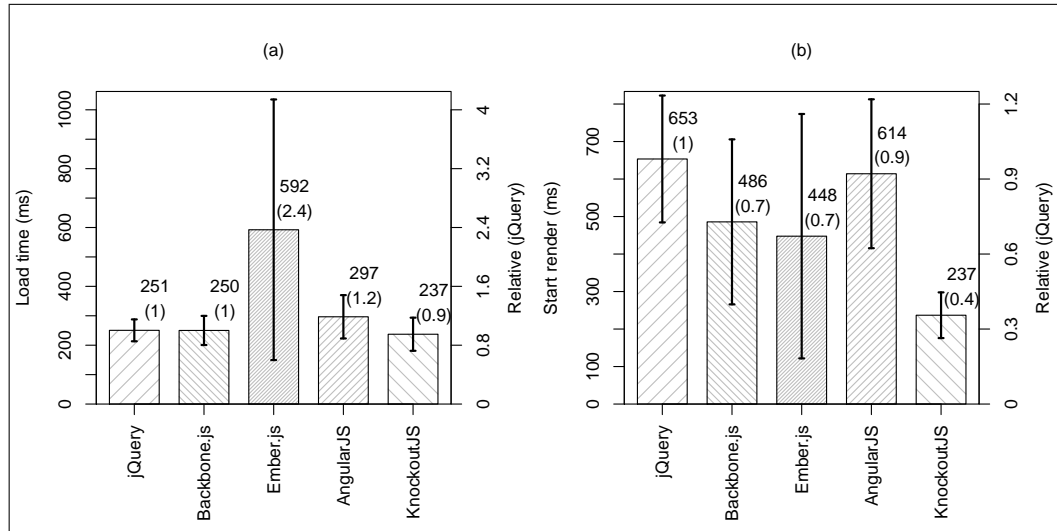 (a)
Load time (ms)
0
200
400
600
800
1000
251
(1)
250
(1)
592
(2.4)
297
(1.2)
237
(0.9)
0
0.8
1.6
2.4
3.2
4
Relative (jQuery)
jQuery
Backbone.js
Ember.js
AngularJS
KnockoutJS
(b)
Start render (ms)
0
100
300
500
700
653
(1)
486
(0.7)
448
(0.7)
614
(0.9)
237
(0.4)
0
0.3
0.6
0.9
1.2
Relative (jQuery)
jQuery
Backbone.js
Ember.js
AngularJS
KnockoutJS